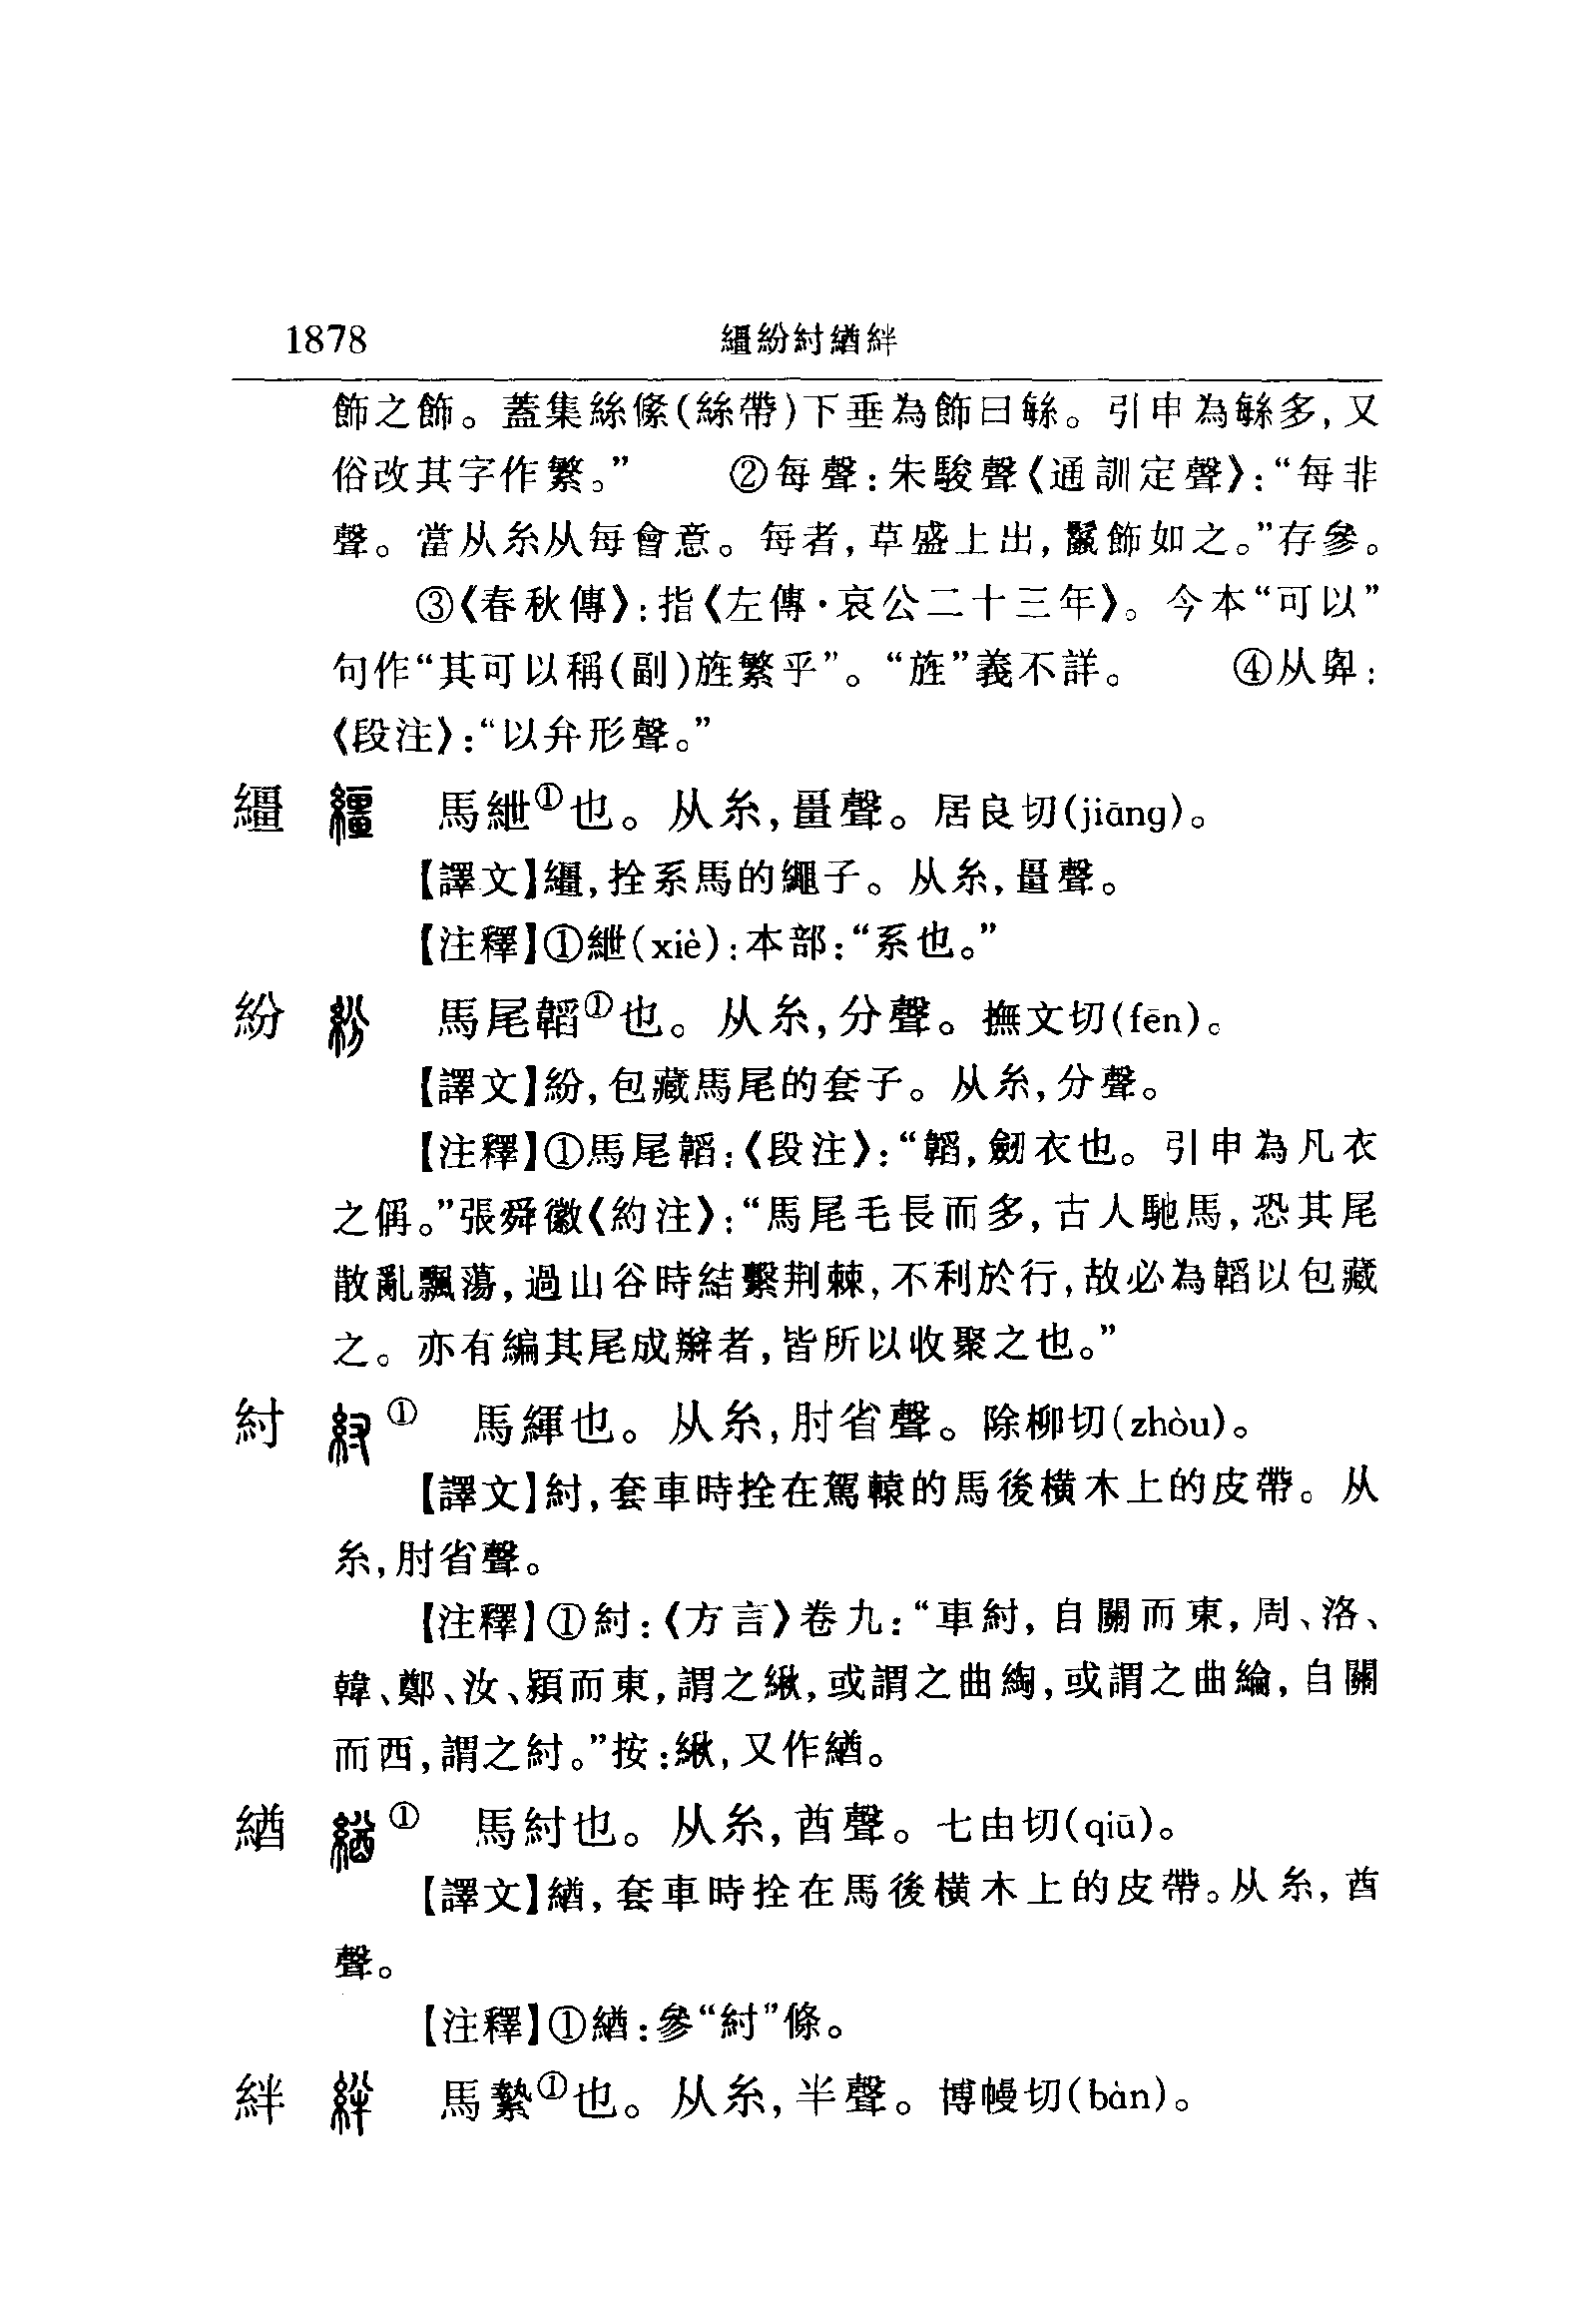 1878 繮紛紂緧絆
飾之飾。蓋集絲絛(絲帶)下垂為飾曰緐。引申為緐多,又
俗改其字作繁。” ②每聲:朱駿聲《通訓定聲》:“每非
聲。當从糸从每會意。每者,草盛上出,鬣飾如之。”存參。
③《春秋傳》:指《左傳·哀公二十三年》。今本“可以”
句作“其可以稱(副)旌繁乎”。“旌”義不詳。 ④从𢍏:
《段注》:“以弁形聲。”
繮 繮 馬紲①也。从糸,畺聲。居良切(jiāng)。
【譯文】繮,拴系馬的繩子。从糸,畺聲。
【注釋】①紲(xiè):本部:“系也。”
紛 紛 馬尾韜①也。从糸,分聲。撫文切(fēn)。
【譯文】紛,包藏馬尾的套子。从糸,分聲。
【注釋】①馬尾韜:《段注》:“韜,劒衣也。引申為凡衣
之偁。”張舜徽《約注》:“馬尾毛長而多,古人馳馬,恐其尾
散亂飄蕩,過山谷時結繫荆棘,不利於行,故必為韜以包藏
之。亦有編其尾成辮者,皆所以收聚之也。”
紂 紂① 馬緷也。从糸,肘省聲。除柳切(zhòu)。
【譯文】紂,套車時拴在駕轅的馬後橫木上的皮帶。从
糸,肘省聲。
【注釋】①紂:《方言》卷九:“車紂,自關而東,周、洛、
韓、鄭、汝、潁而東,謂之緻,或謂之曲綯,或謂之曲綸,自關
而西,謂之紂。”按:緻,又作緧。
緧 緧① 馬紂也。从糸,酋聲。七由切(qiū)。
【譯文】緧,套車時拴在馬後橫木上的皮帶。从糸,酋
聲。
【注釋】①緧:參“紂”條。
絆 絆 馬縶①也。从糸,半聲。博幔切(bàn)。